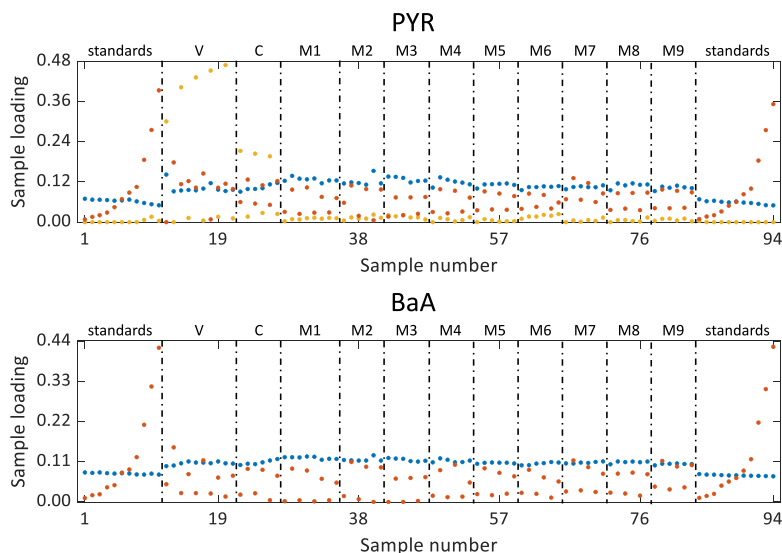 PYR
standards V C M1 M2 M3 M4 M5 M6 M7 M8 M9 standards
0.48
0.36
0.24
0.12
0.00
Sample loading
1 19 38 57 76 94
Sample number
BaA
standards V C M1 M2 M3 M4 M5 M6 M7 M8 M9 standards
0.44
0.33
0.22
0.11
0.00
Sample loading
1 19 38 57 76 94
Sample number